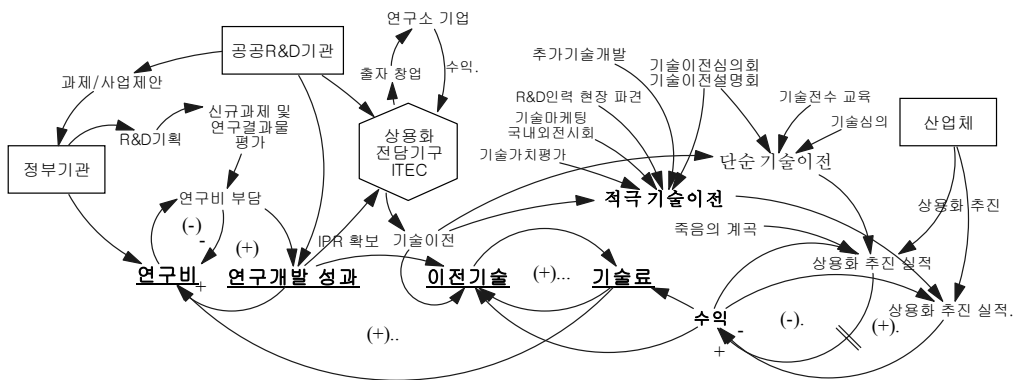 연구소 기업
공공R&D기관
출자 창업
수익.
과제/사업제안
추가기술개발
기술이전심의회
기술이전설명회
R&D인력 현장 파견
기술전수 교육
신규과제 및
연구결과물
평가
R&D기획
상용화
전담기구
ITEC
기술마케팅
국내외전시회
기술심의
산업체
정부기관
기술가치평가
단순 기술이전
연구비 부담
적극 기술이전
상용화 추진
(-)
-
(+)
IPR 확보
기술이전
죽음의 계곡
연구비
+
연구개발 성과
이전기술
(+)...
기술료
상용화 추진 실적
상용화 추진 실적.
수익
-
+
(-).
(+).
(+)..